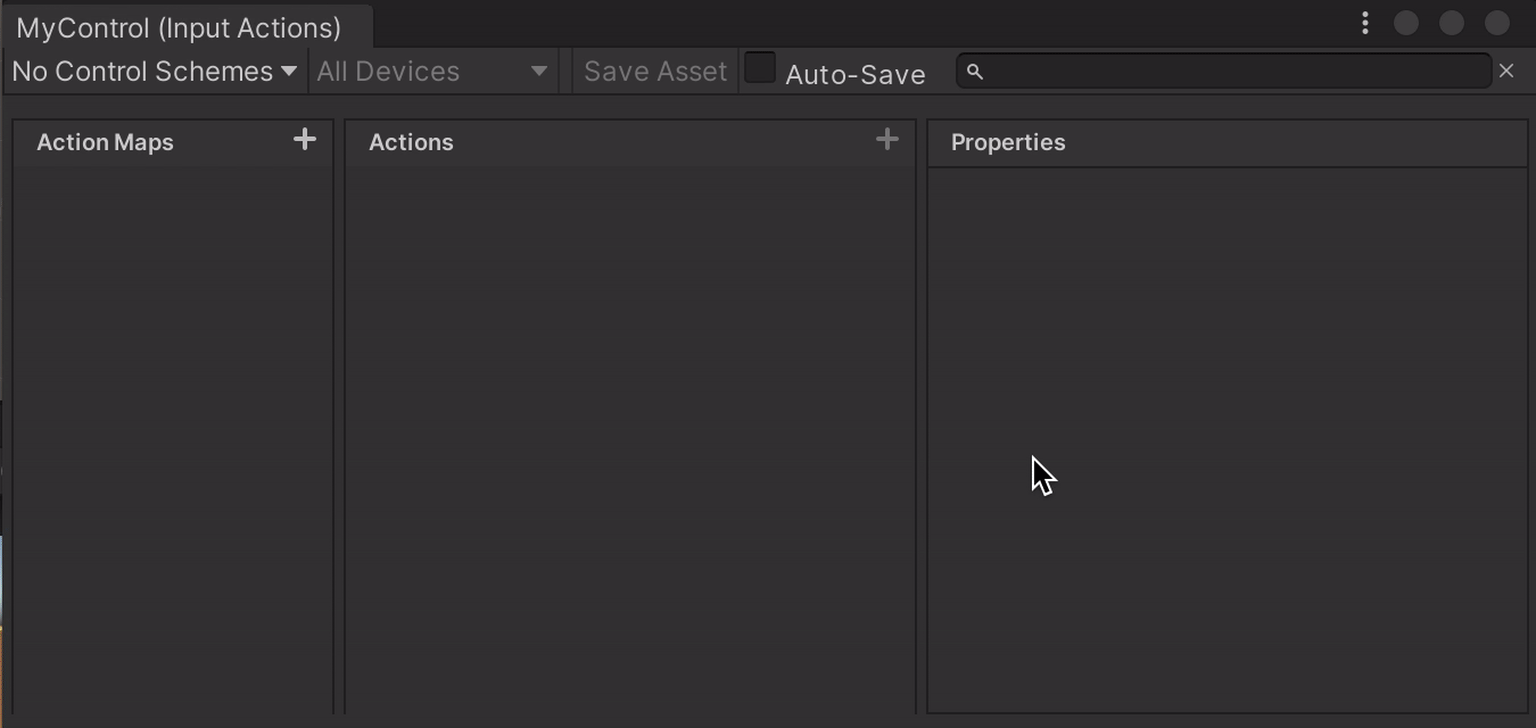 MyControl (Input Actions)
No Control Schemes All Devices Save Asset Auto-Save
Action Maps Actions Properties